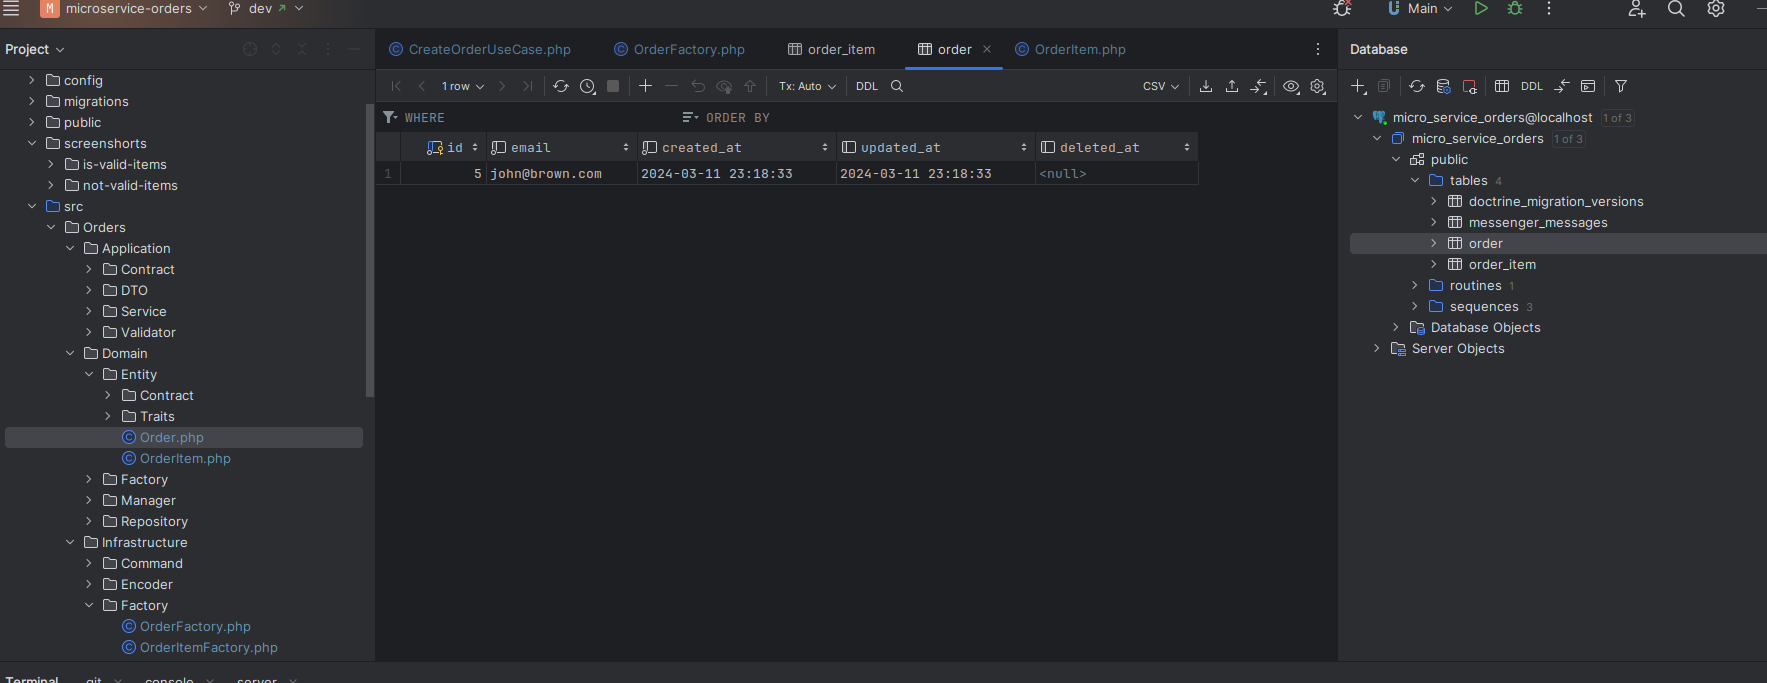 M microservice-orders dev Main
Project
config
migrations
public
screenshorts
is-valid-items
not-valid-items
src
Orders
Application
Contract
DTO
Service
Validator
Domain
Entity
Contract
Traits
Order.php
OrderItem.php
Factory
Manager
Repository
Infrastructure
Command
Encoder
Factory
OrderFactory.php
OrderItemFactory.php
CreateOrderUseCase.php OrderFactory.php order_item order OrderItem.php
1 row Tx: Auto DDL CSV
WHERE ORDER BY
id email created_at updated_at deleted_at
1 5 john@brown.com 2024-03-11 23:18:33 2024-03-11 23:18:33 <null>
Database
DDL
micro_service_orders@localhost 1 of 3
micro_service_orders 1 of 3
public
tables 4
doctrine_migration_versions
messenger_messages
order
order_item
routines 1
sequences 3
Database Objects
Server Objects
Terminal git console server